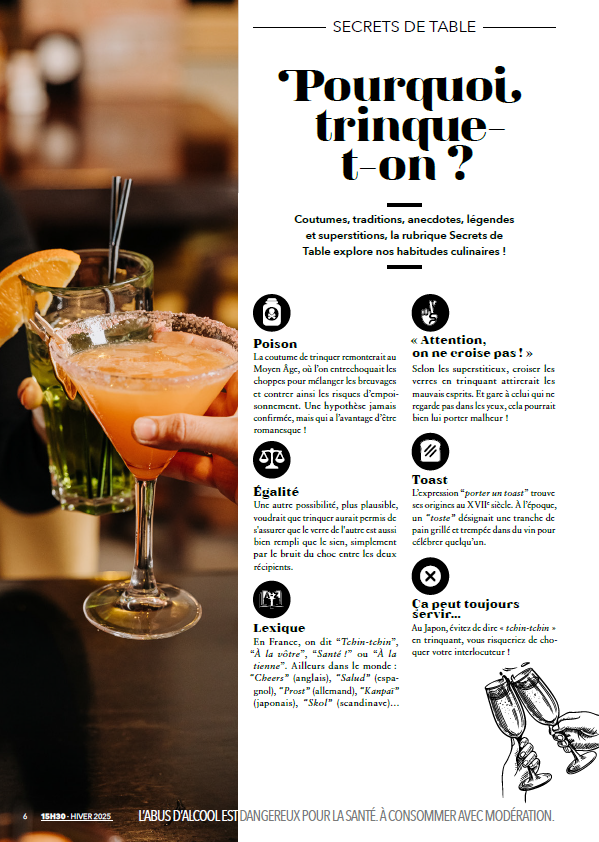 SECRETS DE TABLE
Pourquoi
trinque-
t-on ?
Coutumes, traditions, anecdotes, légendes
et superstitions, la rubrique Secrets de
Table explore nos habitudes culinaires !
Poison
La coutume de trinquer remonterait au
Moyen Âge, où l'on entrechoquait les
choppes pour mélanger les breuvages
et contrer ainsi les risques d'empoi-
sonnement. Une hypothèse jamais
confirmée, mais qui a l'avantage d'être
romanesque !
Égalité
Une autre possibilité, plus plausible,
voudrait que trinquer aurait permis de
s'assurer que le verre de l'autre est aussi
bien rempli que le sien, simplement
par le bruit du choc entre les deux
récipients.
Lexique
En France, on dit “Tchin-tchin”,
“À la vôtre”, “Santé !” ou “À la
tienne”. Ailleurs dans le monde :
“Cheers” (anglais), “Salud” (espa-
gnol), “Prost” (allemand), “Kanpaï”
(japonais), “Skol” (scandinave)...
« Attention,
on ne croise pas ! »
Selon les superstitieux, croiser les
verres en trinquant attirerait les
mauvais esprits. Et gare à celui qui ne
regarde pas dans les yeux, cela pourrait
bien lui porter malheur !
Toast
L'expression “porter un toast” trouve
ses origines au XVIIe siècle. À l'époque,
un “toste” désignait une tranche de
pain grillé et trempée dans du vin pour
célébrer quelqu'un.
Ça peut toujours
servir...
Au Japon, évitez de dire « tchin-tchin »
en trinquant, vous risqueriez de cho-
quer votre interlocuteur !
6 15H30 - HIVER 2025
L'ABUS D'ALCOOL EST DANGEREUX POUR LA SANTÉ. À CONSOMMER AVEC MODÉRATION.